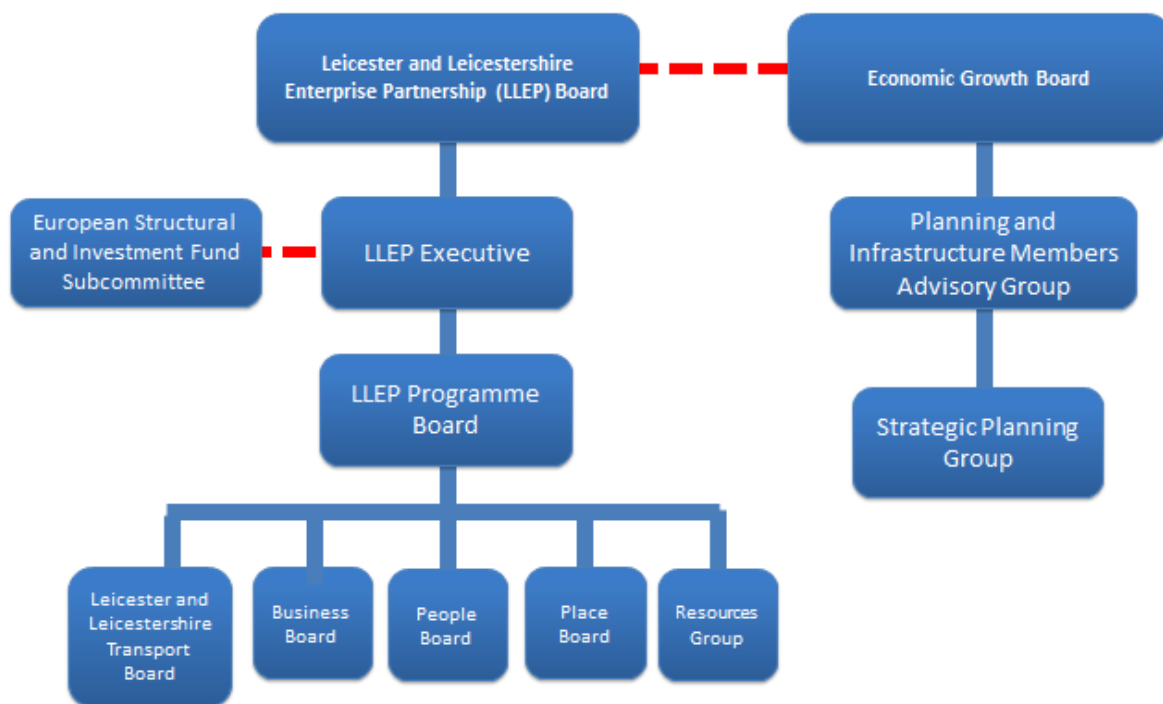 Leicester and Leicestershire
Enterprise Partnership (LLEP) Board
Economic Growth Board
European Structural
and Investment Fund
Subcommittee
LLEP Executive
Planning and
Infrastructure Members
Advisory Group
LLEP Programme
Board
Strategic Planning
Group
Leicester and
Leicestershire
Transport
Board
Business
Board
People
Board
Place
Board
Resources
Group